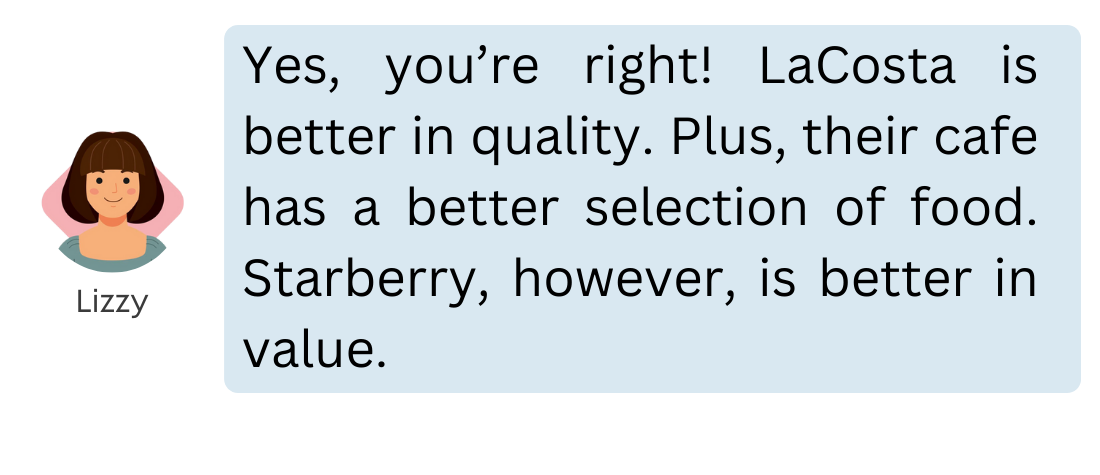 Yes, you’re right! LaCosta is
better in quality. Plus, their cafe
has a better selection of food.
Starberry, however, is better in
value.
Lizzy